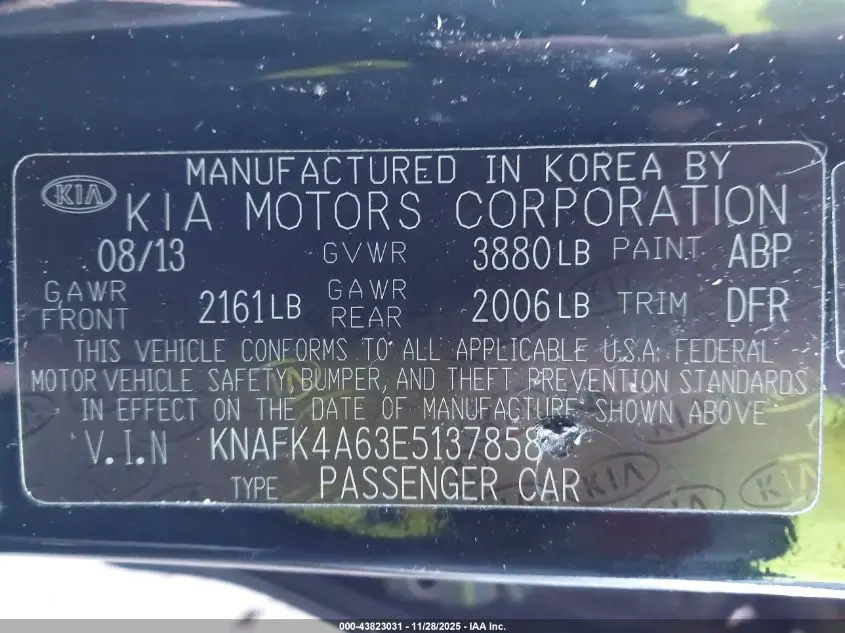 MANUFACTURED IN KOREA BY
KIA KIA MOTORS CORPORATION
08/13 GVWR 3880LB PAINT ABP
GAWR FRONT 2161LB GAWR REAR 2006LB TRIM DFR
THIS VEHICLE CONFORMS TO ALL APPLICABLE U.S.A. FEDERAL
MOTOR VEHICLE SAFETY, BUMPER, AND THEFT PREVENTION STANDARDS
IN EFFECT ON THE DATE OF MANUFACTURE SHOWN ABOVE
V.I.N KNAFK4A63E5137858
TYPE PASSENGER CAR
KIA
KIA
000-43823031 - 11/28/2025 - IAA Inc.